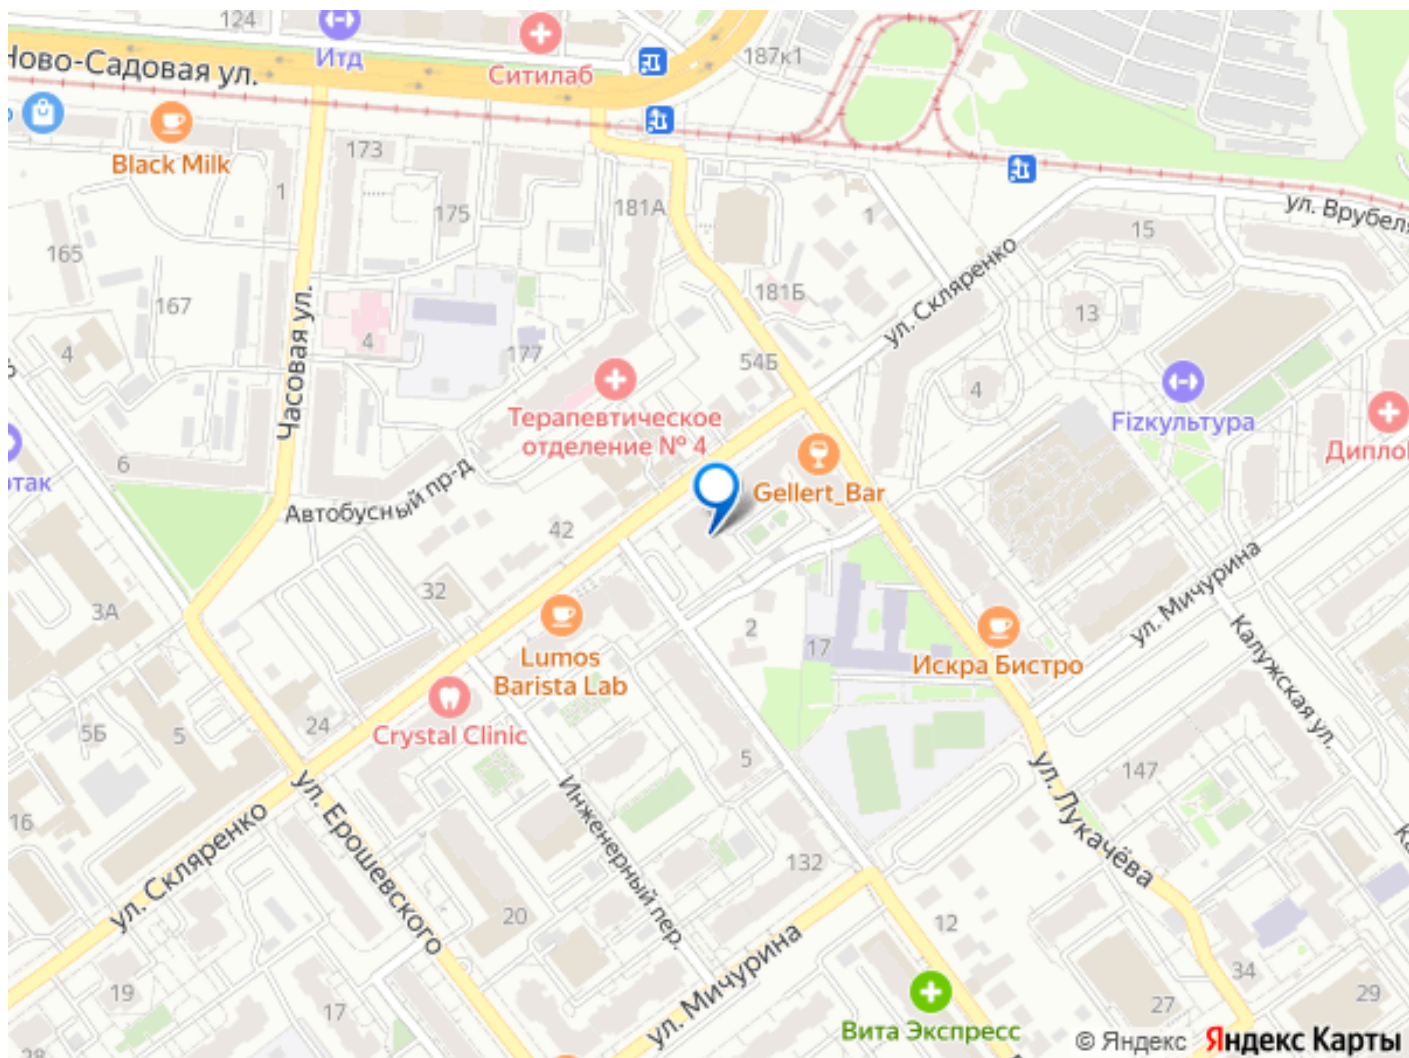 124
Итд
Ситилаб
187к1
Ново-Садовая ул.
Black Milk
173
1
175
181А
1
ул. Врубеля
15
165
ул. Скляренко
167
181Б
13
4
4
177
54Б
4
Часовая ул.
Терапевтическое
отделение № 4
Fizкультура
Gellert_Bar
6
Автобусный пр-д
42
32
3А
2
17
ул. Мичурина
Lumos
Barista Lab
Искра Бистро
Калужская ул.
Crystal Clinic
24
5Б
5
5
147
ул. Лукачёва
16
ул. Скляренко
ул. Ерошевского
Инженерный пер.
132
20
12
ул. Мичурина
34
19
17
27
29
Вита Экспресс
28
© Яндекс Яндекс Карты